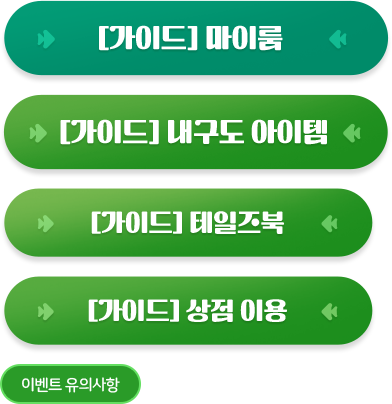 [가이드] 마이룸
[가이드] 내구도 아이템
[가이드] 테일즈북
[가이드] 상점 이용
이벤트 유의사항